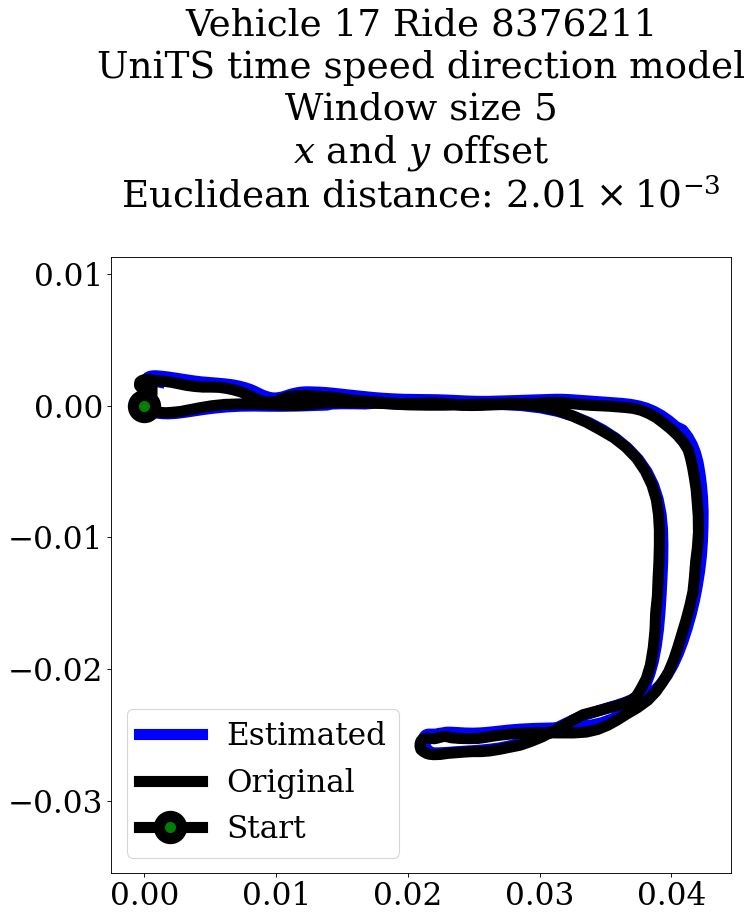 Vehicle 17 Ride 8376211
UniTS time speed direction model
Window size 5
x and y offset
Euclidean distance: 2.01 × 10⁻³
0.01
0.00
−0.01
−0.02
−0.03
Estimated
Original
Start
0.00 0.01 0.02 0.03 0.04